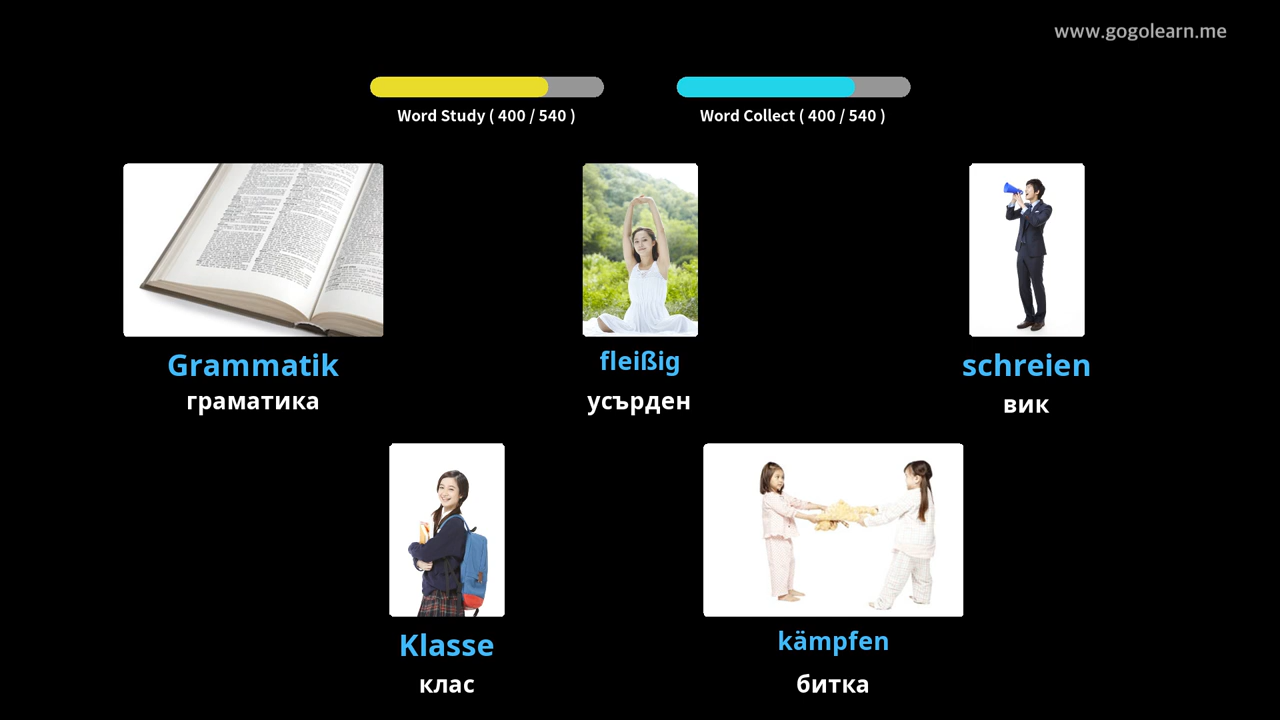 www.gogolearn.me
Word Study ( 400 / 540 )
Word Collect ( 400 / 540 )
Grammatik
граматика
fleißig
усърден
schreien
вик
Klasse
клас
kämpfen
битка